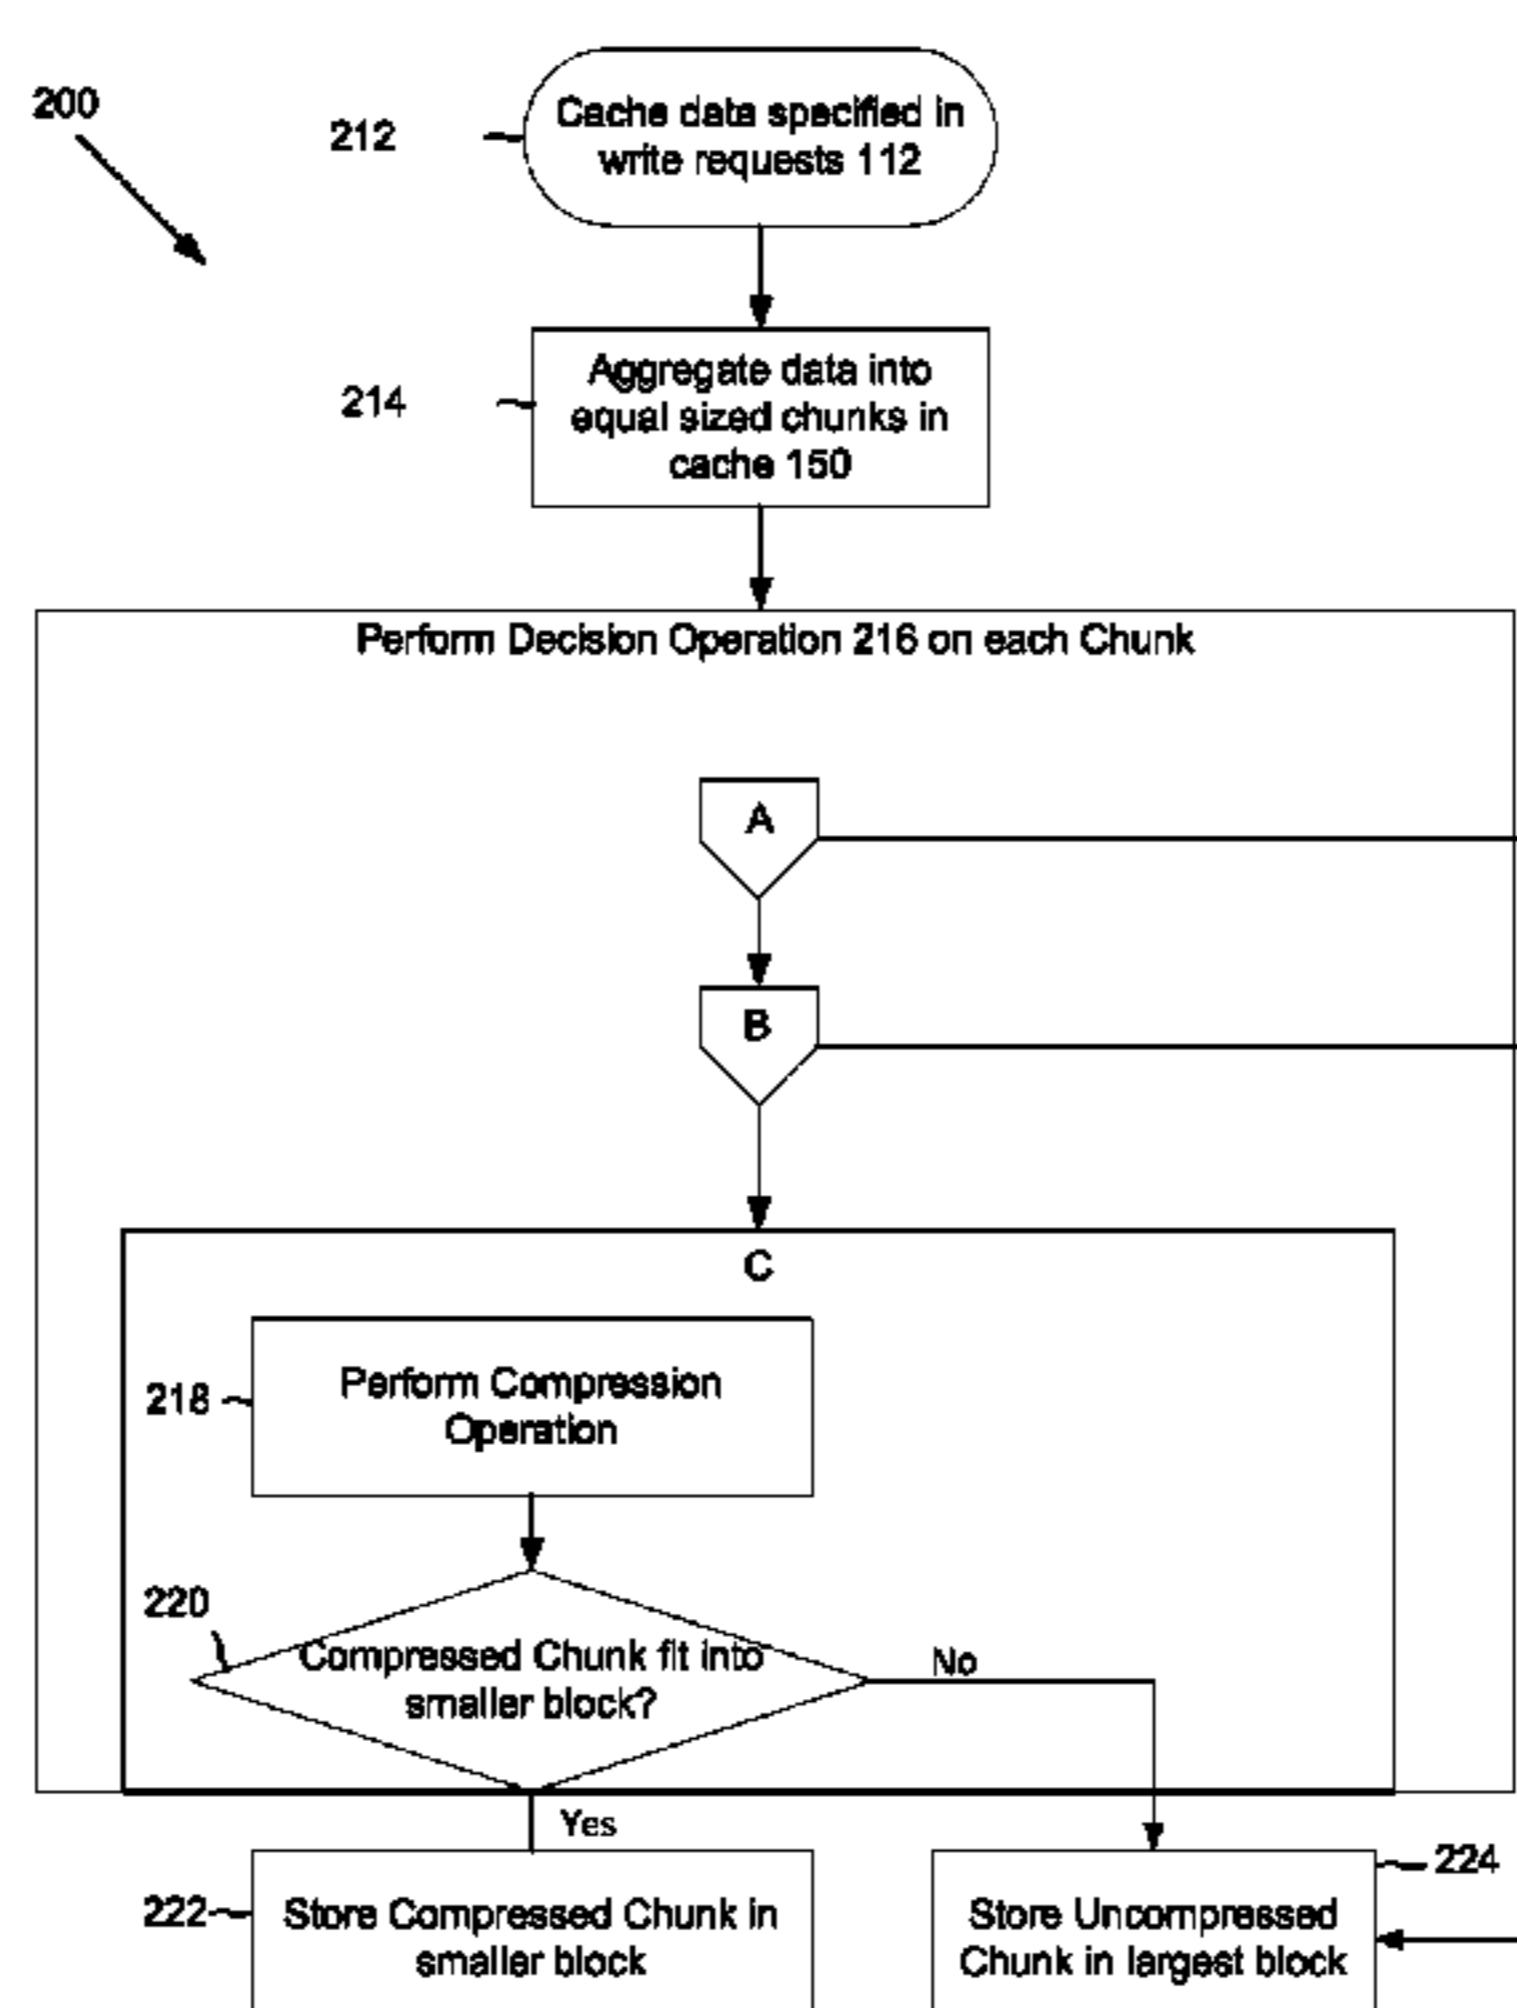 200
212
Cache data specified in
write requests 112
214
Aggregate data into
equal sized chunks in
cache 150
Perform Decision Operation 216 on each Chunk
A
B
C
218
Perform Compression
Operation
220
Compressed Chunk fit into
smaller block?
No
Yes
222
Store Compressed Chunk in
smaller block
224
Store Uncompressed
Chunk in largest block